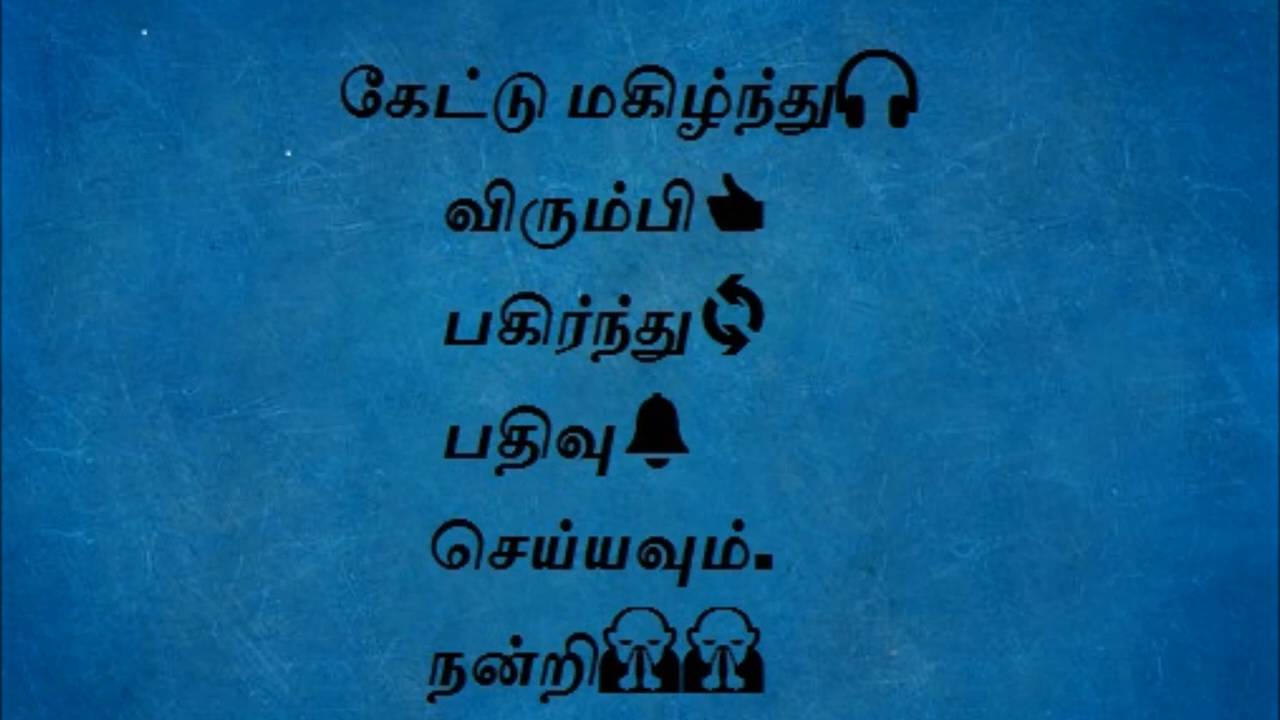 கேட்டு மகிழ்ந்து🎧
விரும்பி👍
பகிர்ந்து🔄
பதிவு🔔
செய்யவும்.
நன்றி🙏🙏